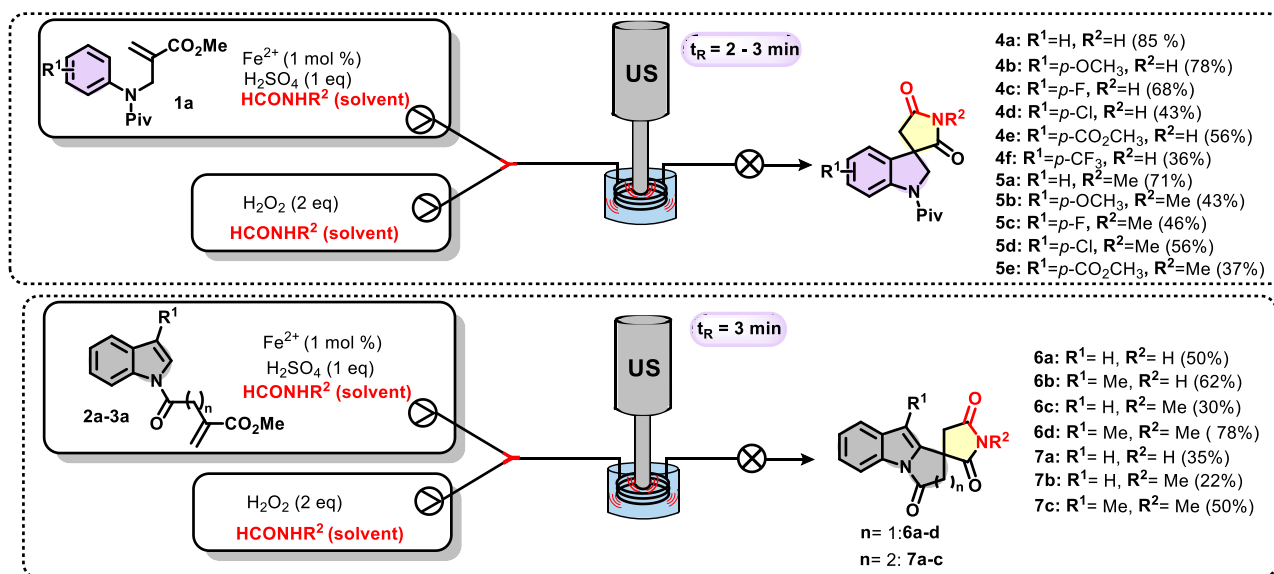 CO₂Me
R¹
N
Piv
1a
Fe²⁺ (1 mol %)
H₂SO₄ (1 eq)
HCONHR² (solvent)
H₂O₂ (2 eq)
HCONHR² (solvent)
US
t_R = 2 - 3 min
O
NR²
O
R¹
N
Piv
4a: R¹=H, R²=H (85 %)
4b: R¹=p-OCH₃, R²=H (78%)
4c: R¹=p-F, R²=H (68%)
4d: R¹=p-Cl, R²=H (43%)
4e: R¹=p-CO₂CH₃, R²=H (56%)
4f: R¹=p-CF₃, R²=H (36%)
5a: R¹=H, R²=Me (71%)
5b: R¹=p-OCH₃, R²=Me (43%)
5c: R¹=p-F, R²=Me (46%)
5d: R¹=p-Cl, R²=Me (56%)
5e: R¹=p-CO₂CH₃, R²=Me (37%)
R¹
N
O
( )n
CO₂Me
2a-3a
Fe²⁺ (1 mol %)
H₂SO₄ (1 eq)
HCONHR² (solvent)
H₂O₂ (2 eq)
HCONHR² (solvent)
US
t_R = 3 min
R¹
O
NR²
N
O
( )n
O
n= 1:6a-d
n= 2: 7a-c
6a: R¹= H, R²= H (50%)
6b: R¹= Me, R²= H (62%)
6c: R¹= H, R²= Me (30%)
6d: R¹= Me, R²= Me ( 78%)
7a: R¹= H, R²= H (35%)
7b: R¹= H, R²= Me (22%)
7c: R¹= Me, R²= Me (50%)